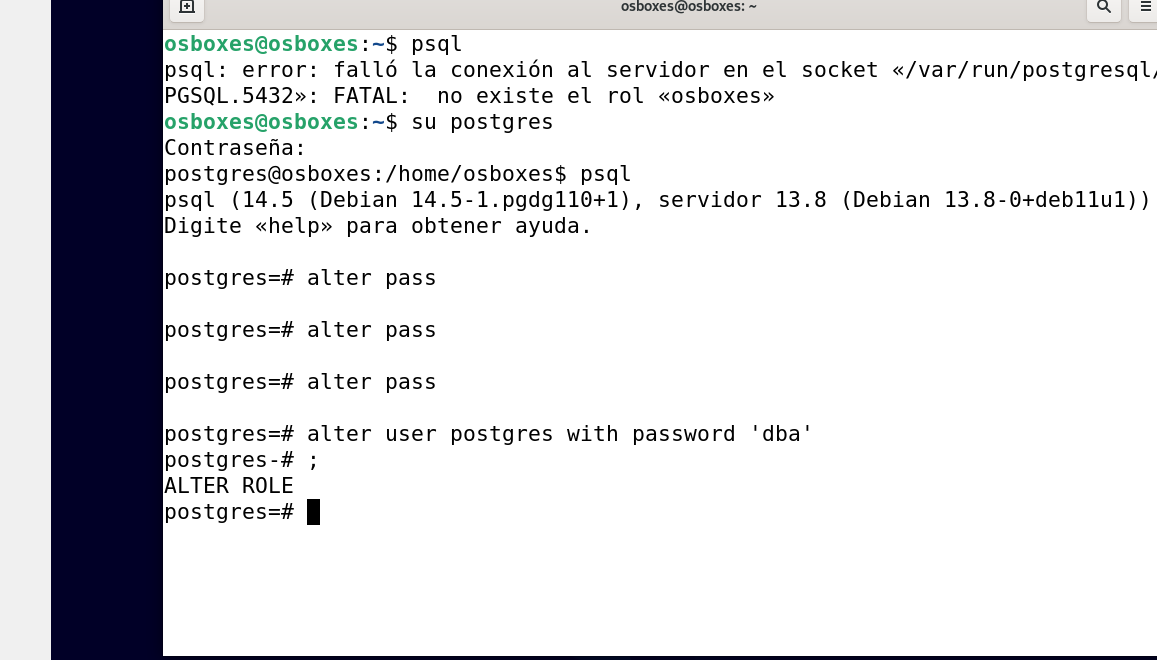 osboxes@osboxes: ~
osboxes@osboxes:~$ psql
psql: error: falló la conexión al servidor en el socket «/var/run/postgresql/
PGSQL.5432»: FATAL:  no existe el rol «osboxes»
osboxes@osboxes:~$ su postgres
Contraseña:
postgres@osboxes:/home/osboxes$ psql
psql (14.5 (Debian 14.5-1.pgdg110+1), servidor 13.8 (Debian 13.8-0+deb11u1))
Digite «help» para obtener ayuda.
postgres=# alter pass
postgres=# alter pass
postgres=# alter pass
postgres=# alter user postgres with password 'dba'
postgres-# ;
ALTER ROLE
postgres=#